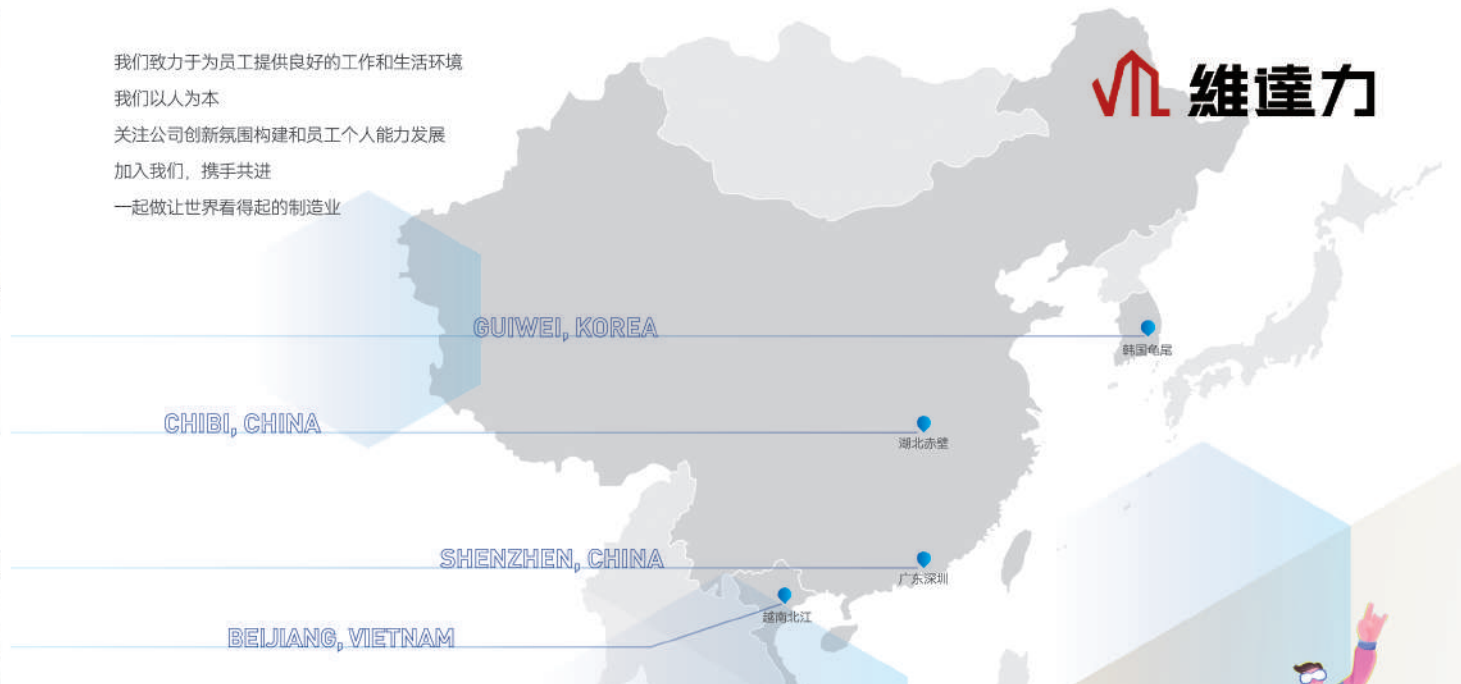 我们致力于为员工提供良好的工作和生活环境
我们以人为本
关注公司创新氛围构建和员工个人能力发展
加入我们，携手共进
一起做让世界看得起的制造业
VTL 維達力
GUIWEI, KOREA
韩国龟尾
CHIBI, CHINA
湖北赤壁
SHENZHEN, CHINA
广东深圳
越南北江
BEIJIANG, VIETNAM